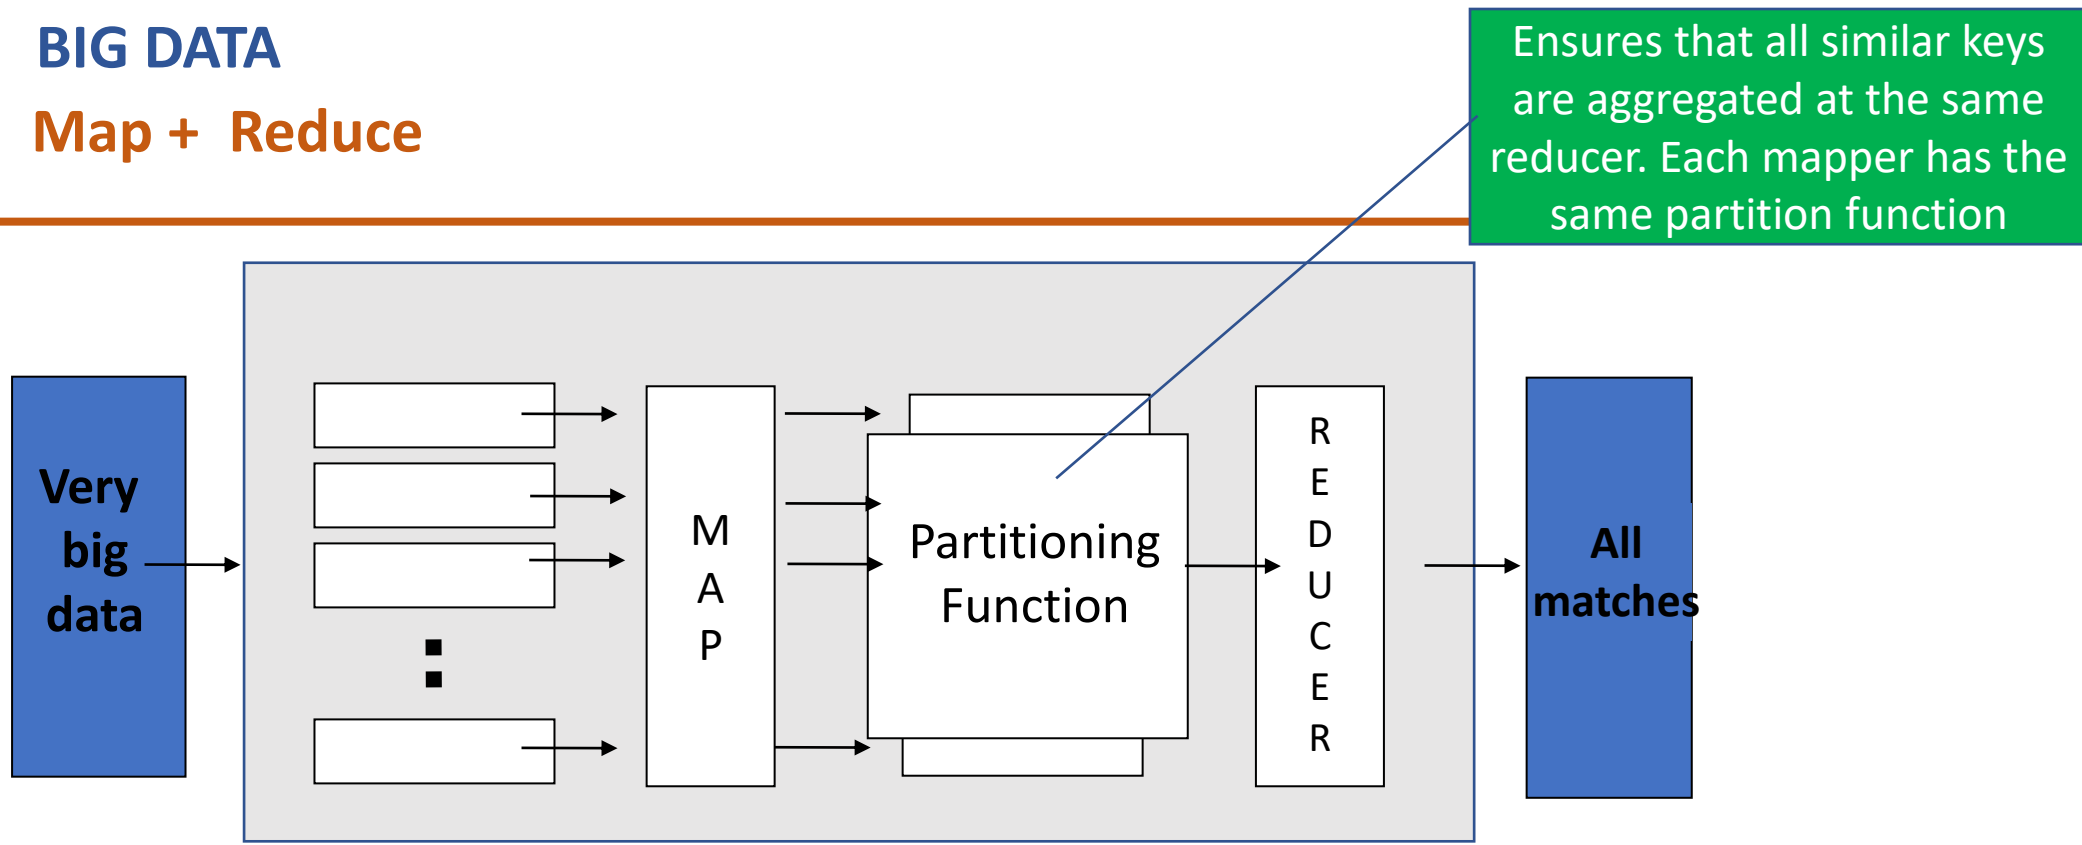 BIG DATA
Map + Reduce
Ensures that all similar keys
are aggregated at the same
reducer. Each mapper has the
same partition function
Very
big
data
M
A
P
Partitioning
Function
R
E
D
U
C
E
R
All
matches